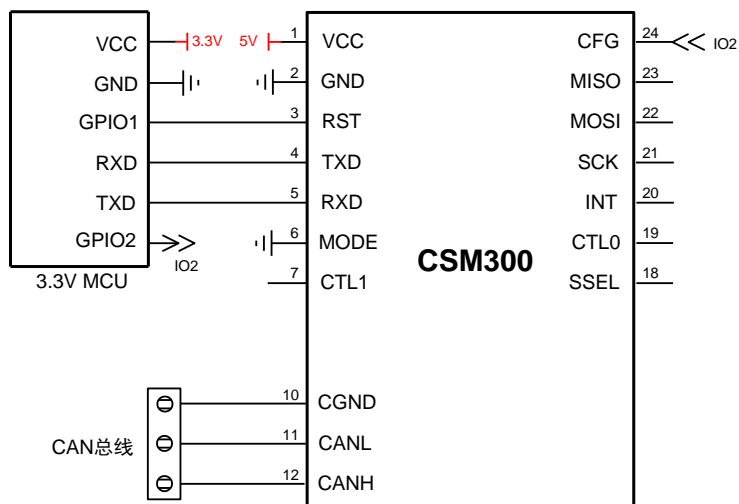 VCC 3.3V 5V 1 VCC CFG 24 IO2
GND 2 GND MISO 23
GPIO1 3 RST MOSI 22
RXD 4 TXD SCK 21
TXD 5 RXD INT 20
GPIO2 IO2 6 MODE CTL0 19
3.3V MCU 7 CTL1 CSM300 SSEL 18
10 CGND
CAN总线 11 CANL
12 CANH